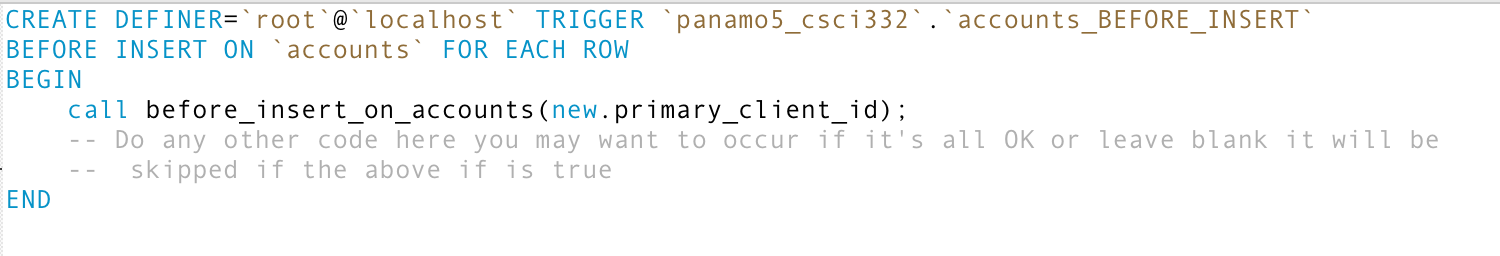 CREATE DEFINER=`root`@`localhost` TRIGGER `panamo5_csci332`.`accounts_BEFORE_INSERT`
BEFORE INSERT ON `accounts` FOR EACH ROW
BEGIN
    call before_insert_on_accounts(new.primary_client_id);
    -- Do any other code here you may want to occur if it's all OK or leave blank it will be
    --  skipped if the above if is true
END